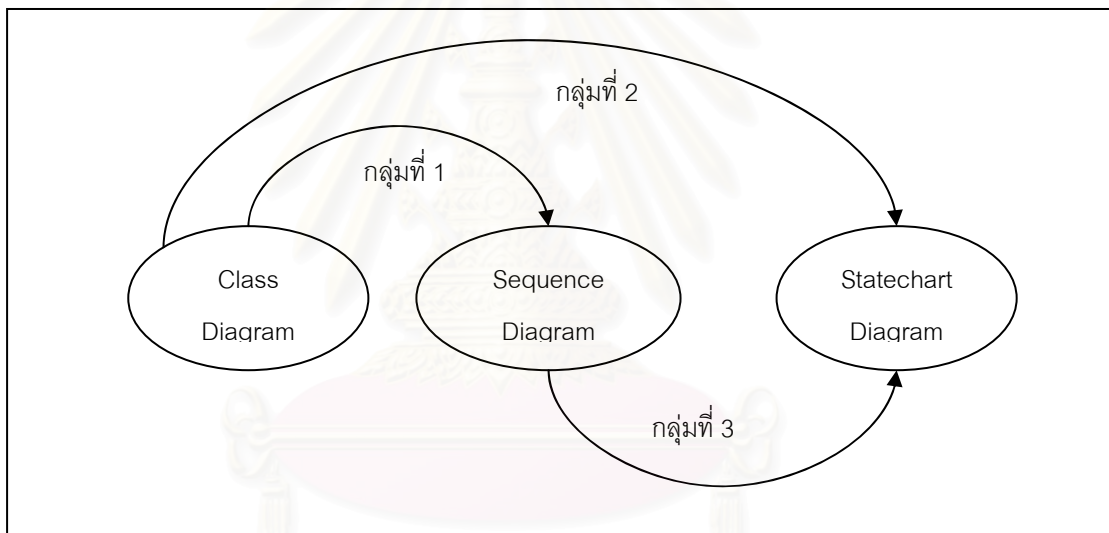 กลุ่มที่ 2
กลุ่มที่ 1
Class
Diagram
Sequence
Diagram
Statechart
Diagram
กลุ่มที่ 3